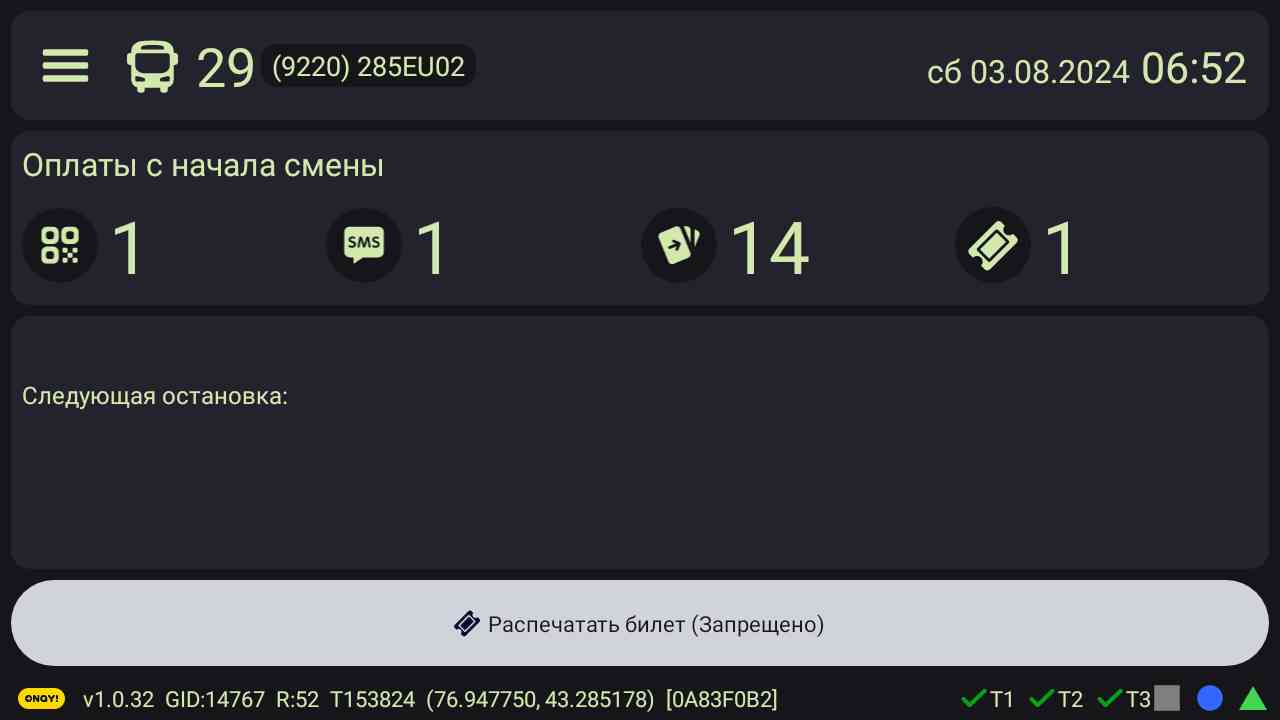 29 (9220) 285EU02 сб 03.08.2024 06:52
Оплаты с начала смены
1 SMS 1 14 1
Следующая остановка:
Распечатать билет (Запрещено)
ONAY! v1.0.32 GID:14767 R:52 T153824 (76.947750, 43.285178) [0A83F0B2] T1 T2 T3